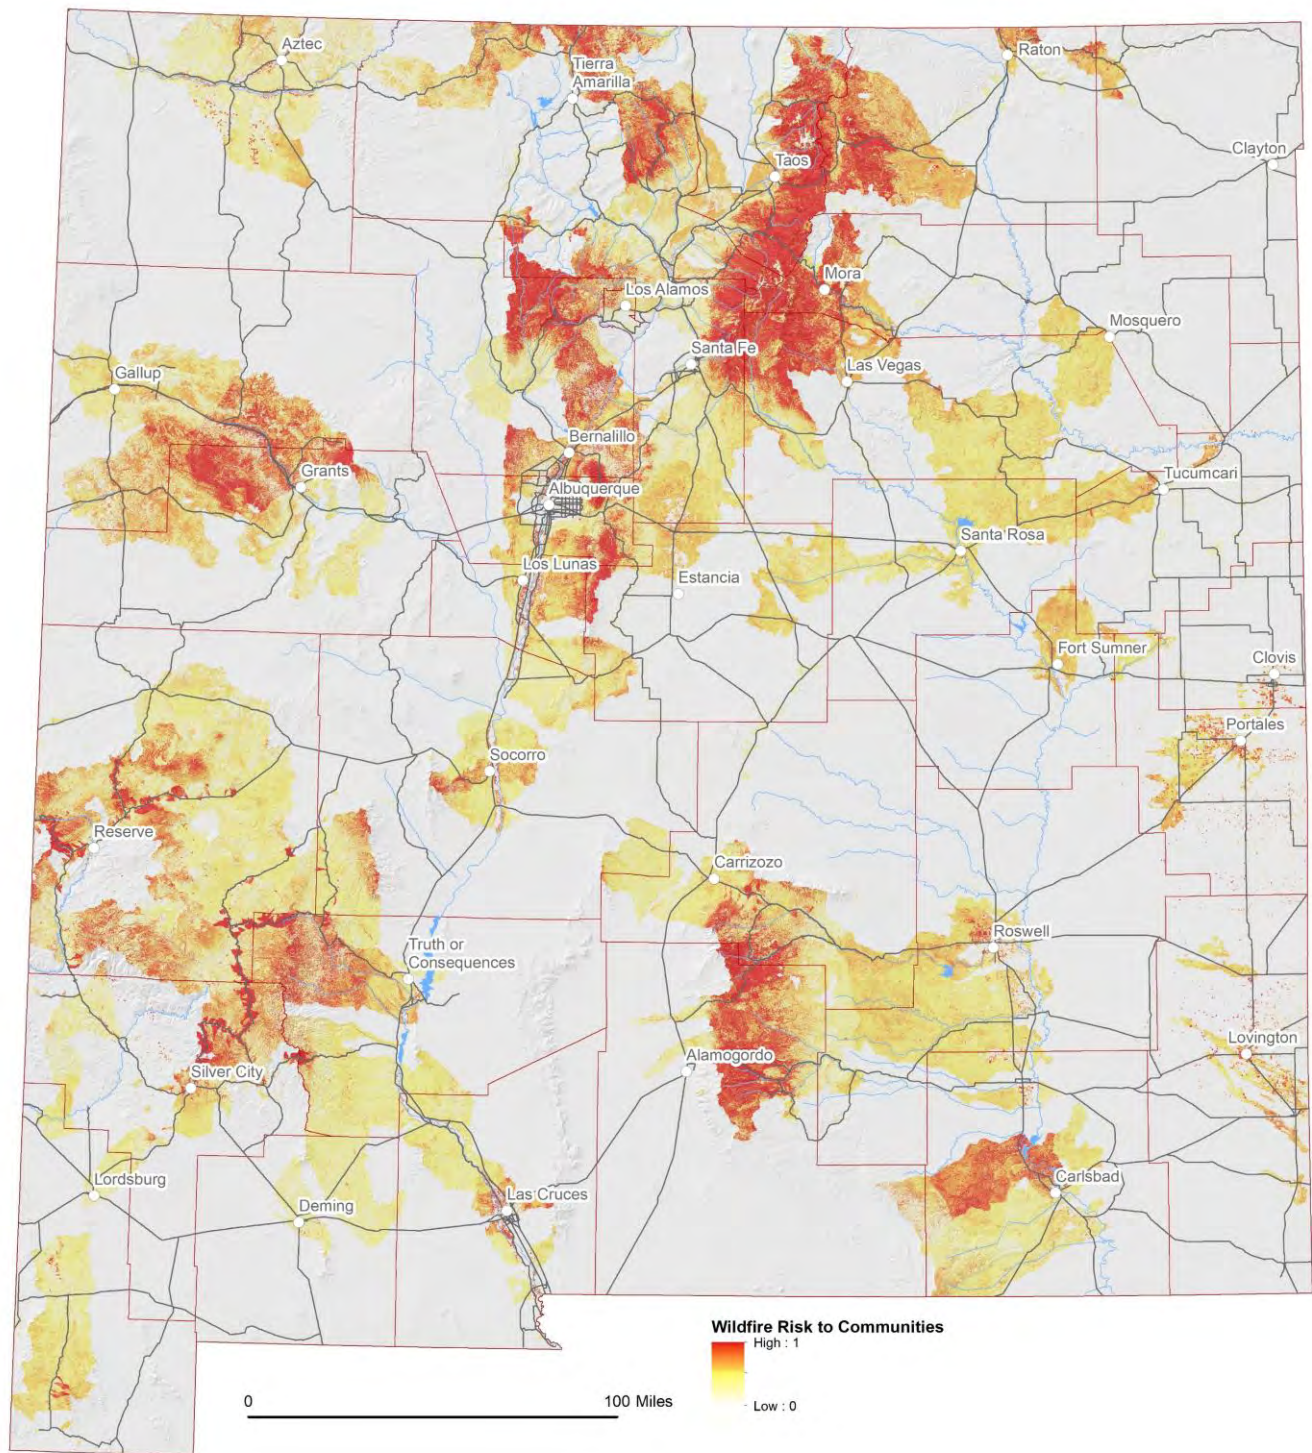 Aztec
Raton
Tierra
Amarilla
Clayton
Taos
Mora
Los Alamos
Mosquero
Santa Fe
Las Vegas
Gallup
Bernalillo
Grants
Tucumcari
Albuquerque
Santa Rosa
Los Lunas
Estancia
Fort Sumner
Clovis
Portales
Socorro
Reserve
Carrizozo
Roswell
Truth or
Consequences
Lovington
Alamogordo
Silver City
Carlsbad
Lordsburg
Las Cruces
Deming
Wildfire Risk to Communities
High : 1
Low : 0
0
100 Miles